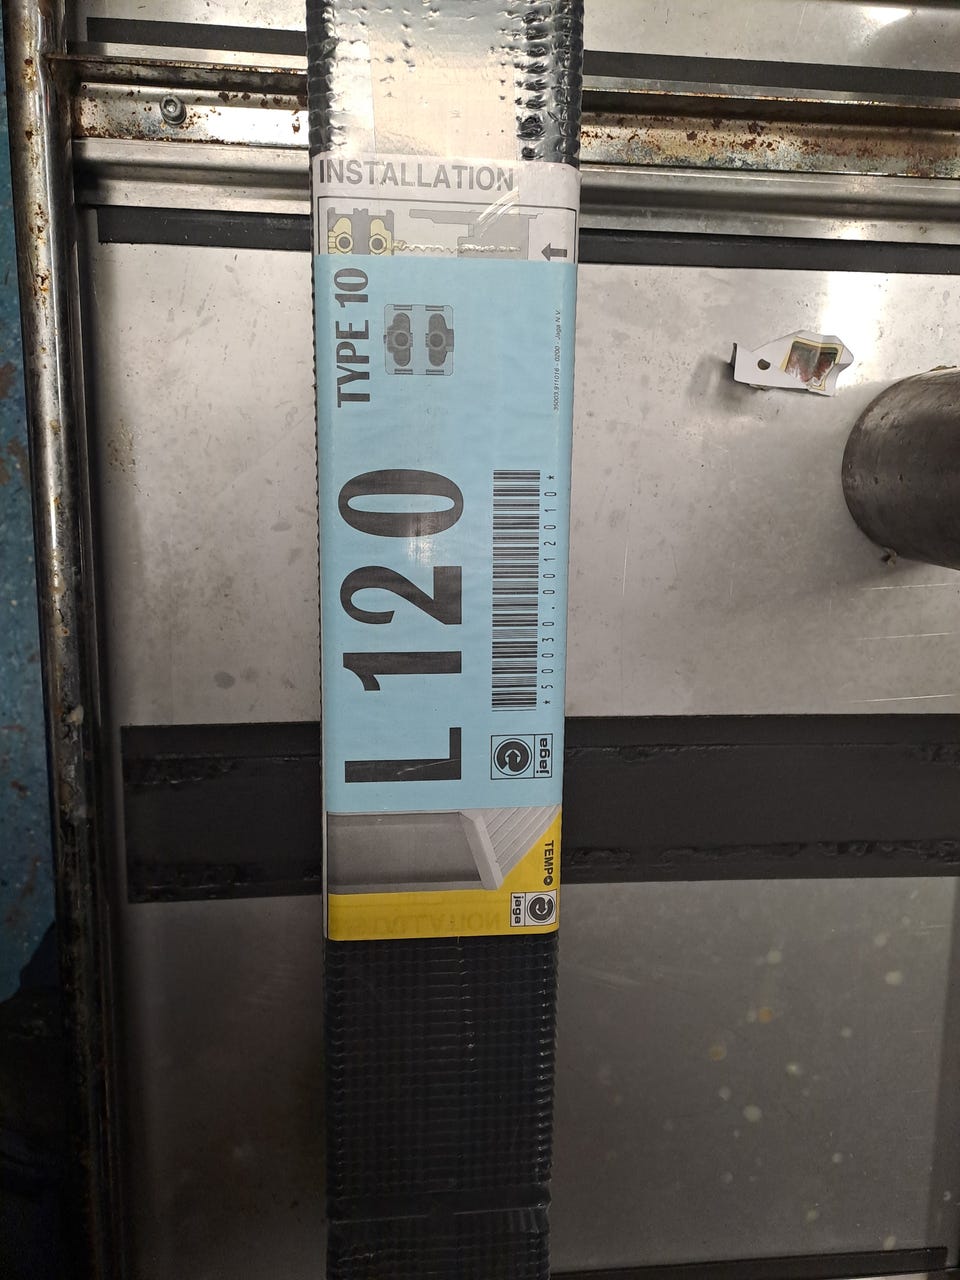 INSTALLATION
TYPE 10
35003.911016 - 0200 - Jaga N.V.
L 120
*50030.0012010*
jaga
TEMPO
jaga